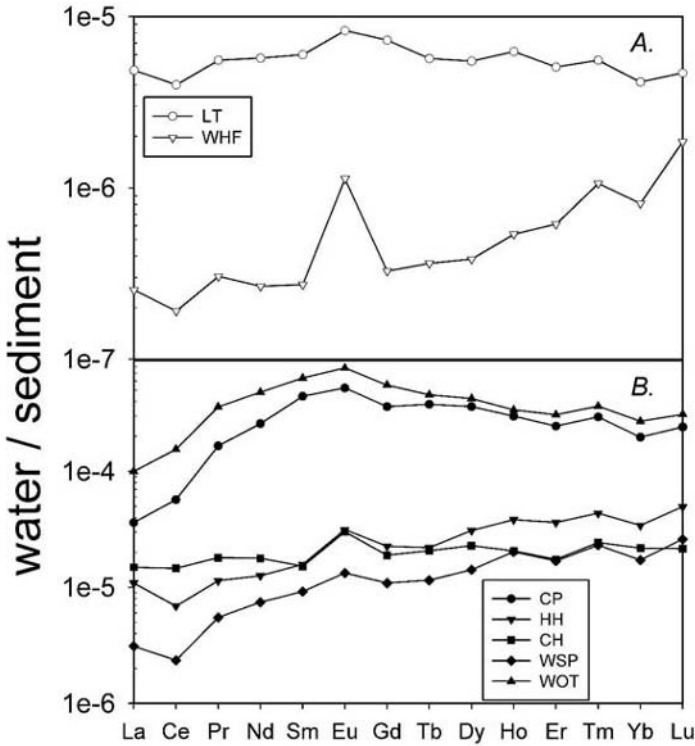 1e-5
A.
LT
WHF
1e-6
1e-7
B.
1e-4
1e-5
CP
HH
CH
WSP
WOT
1e-6
La Ce Pr Nd Sm Eu Gd Tb Dy Ho Er Tm Yb Lu
water / sediment